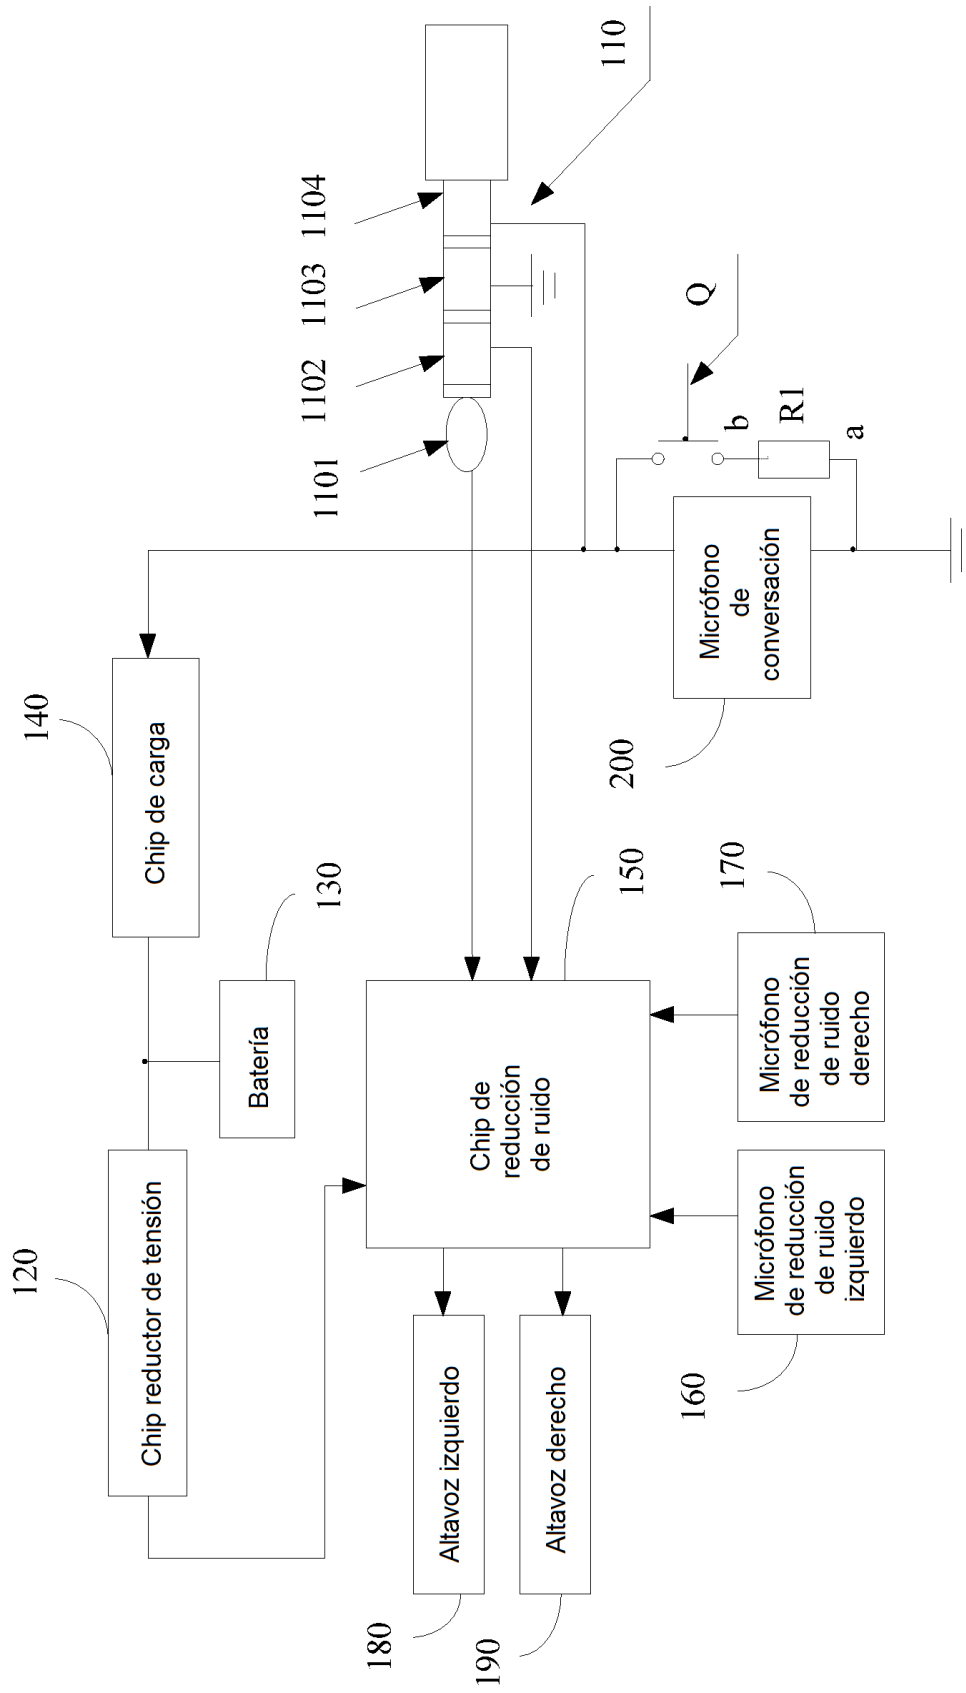 120
Chip reductor de tensión
130
Batería
140
Chip de carga
180
Altavoz izquierdo
190
Altavoz derecho
Chip de
reducción
de ruido
150
1101
1102
1103
1104
110
160
Micrófono
de reducción
de ruido
izquierdo
170
Micrófono
de reducción
de ruido
derecho
200
Micrófono
de
conversación
Q
b
R1
a